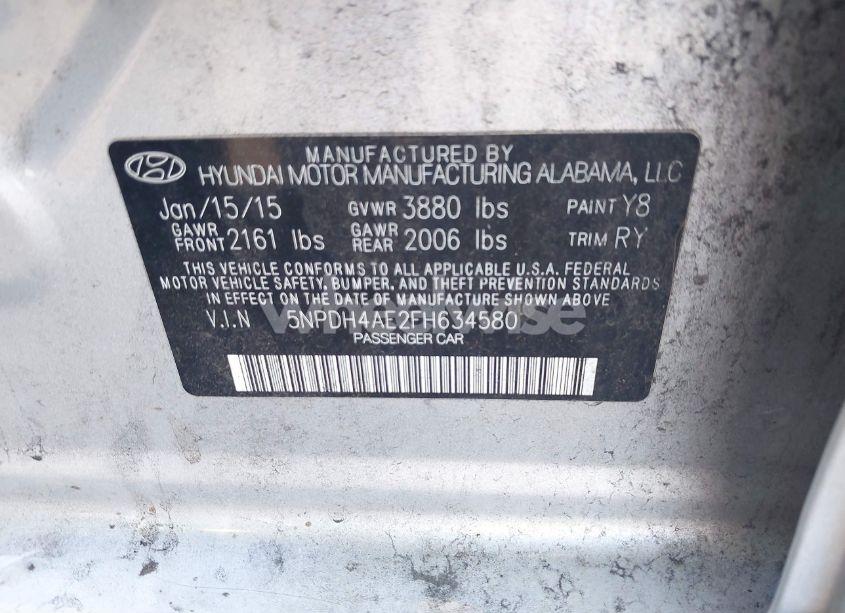 MANUFACTURED BY
HYUNDAI MOTOR MANUFACTURING ALABAMA, LLC
Jan/15/15 GVWR 3880 lbs PAINT Y8
GAWR FRONT 2161 lbs GAWR REAR 2006 lbs TRIM RY
THIS VEHICLE CONFORMS TO ALL APPLICABLE U.S.A. FEDERAL
MOTOR VEHICLE SAFETY, BUMPER, AND THEFT PREVENTION STANDARDS
IN EFFECT ON THE DATE OF MANUFACTURE SHOWN ABOVE.
V.I.N 5NPDH4AE2FH634580
PASSENGER CAR